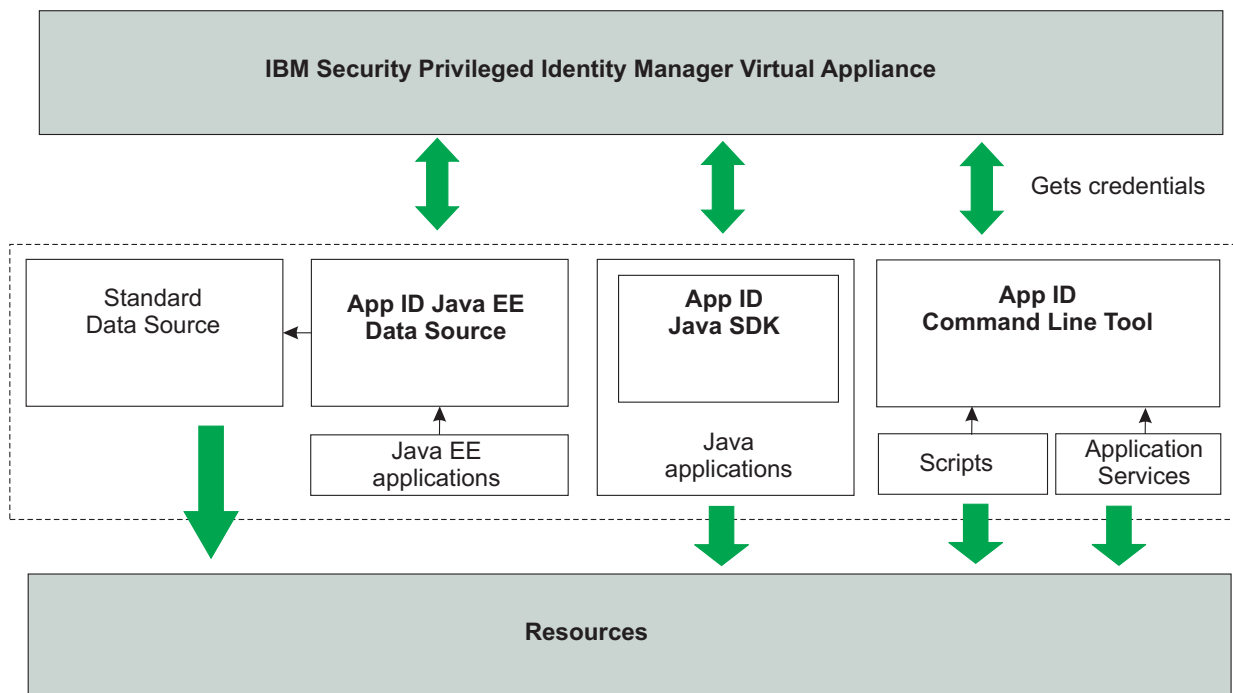 IBM Security Privileged Identity Manager Virtual Appliance
Gets credentials
Standard
Data Source
App ID Java EE
Data Source
App ID
Java SDK
App ID
Command Line Tool
Java EE
applications
Java
applications
Scripts
Application
Services
Resources